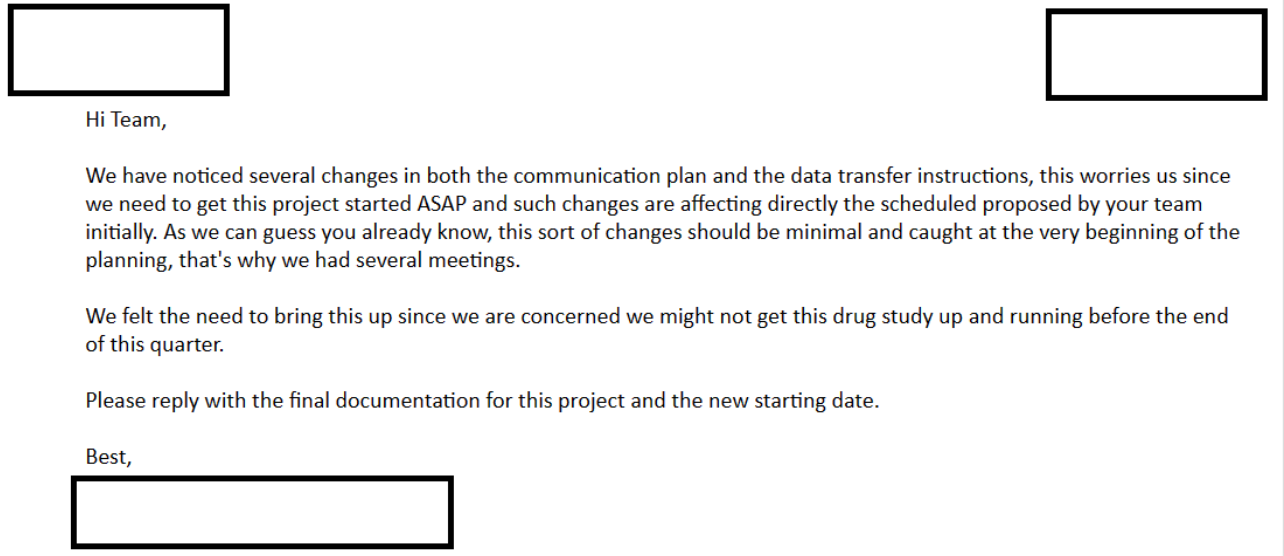 Hi Team,
We have noticed several changes in both the communication plan and the data transfer instructions, this worries us since
we need to get this project started ASAP and such changes are affecting directly the scheduled proposed by your team
initially. As we can guess you already know, this sort of changes should be minimal and caught at the very beginning of the
planning, that's why we had several meetings.
We felt the need to bring this up since we are concerned we might not get this drug study up and running before the end
of this quarter.
Please reply with the final documentation for this project and the new starting date.
Best,